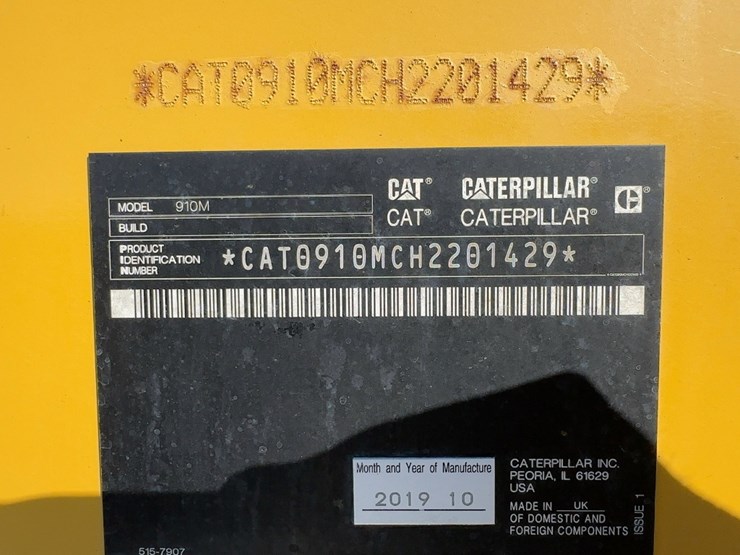 *CAT0910MCH2201429*
CAT® CATERPILLAR®
CAT® CATERPILLAR®
MODEL 910M
BUILD
PRODUCT IDENTIFICATION NUMBER *CAT0910MCH2201429*
Month and Year of Manufacture
2019 10
CATERPILLAR INC.
PEORIA, IL 61629
USA
MADE IN UK
OF DOMESTIC AND
FOREIGN COMPONENTS
ISSUE 1
515-7907